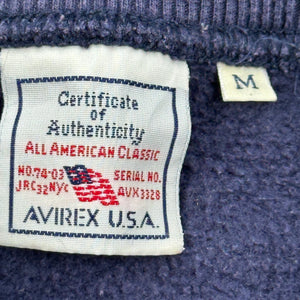 Certificate
of
Authenticity
ALL AMERICAN CLASSIC
NO.74-03 SERIAL NO.
JRC32NYC AVX3328
AVIREX U.S.A.
M